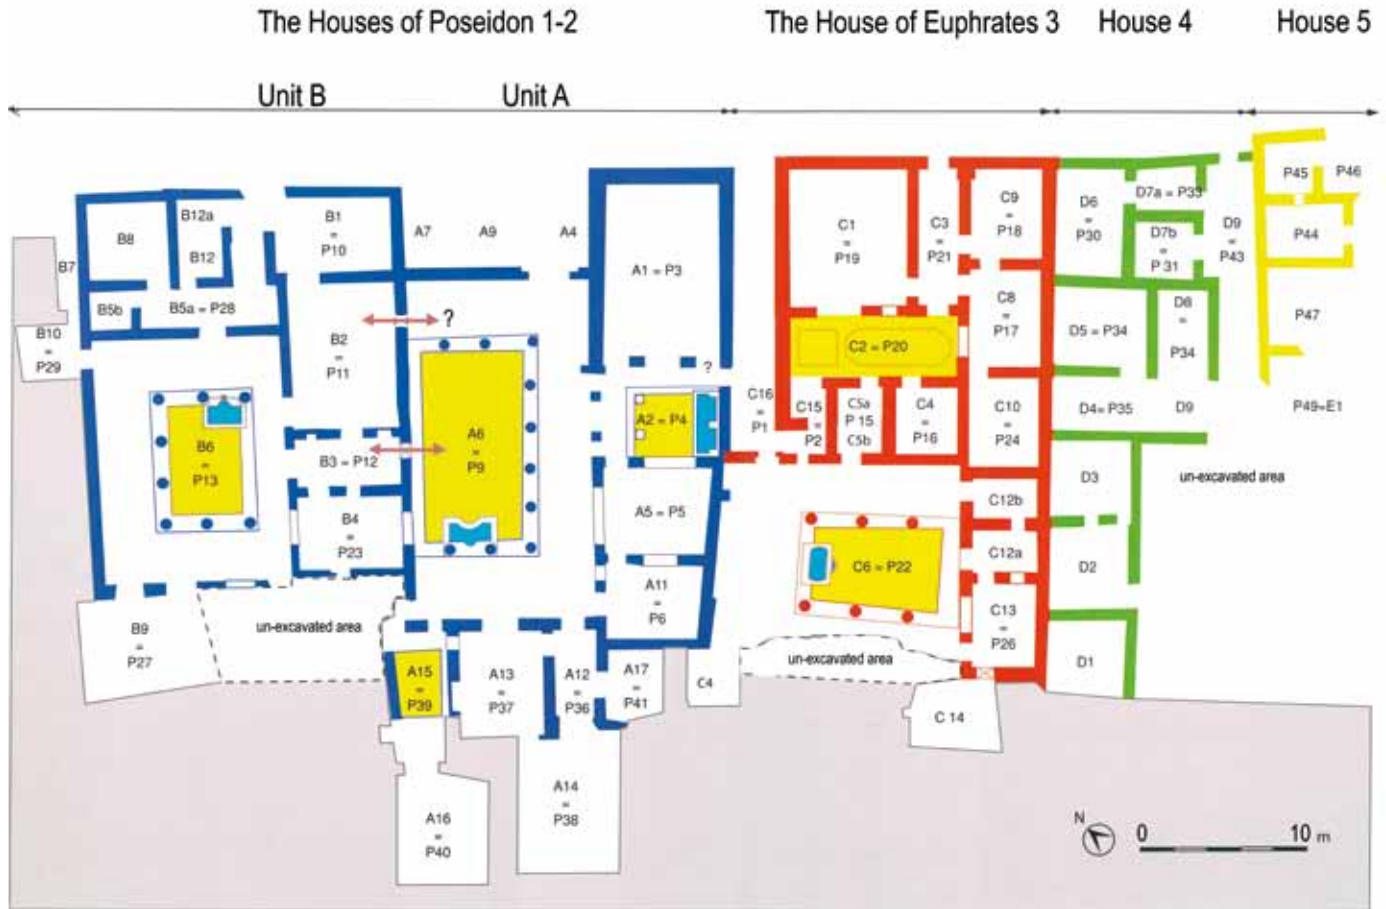 The Houses of Poseidon 1-2
The House of Euphrates 3
House 4
House 5
Unit B
Unit A
B8
B12a
B12
B1
=
P10
A7
A9
A4
A1 = P3
B7
B5b
B5a = P28
B10
=
P29
B2
=
P11
?
?
B6
=
P13
B3 = P12
B4
=
P23
A6
=
P9
A2 = P4
A5 = P5
A11
=
P6
B9
=
P27
un-excavated area
A15
=
P39
A13
=
P37
A12
=
P36
A17
=
P41
C4
A16
=
P40
A14
=
P38
C1
=
P19
C3
=
P21
C9
=
P18
C8
=
P17
C2 = P20
C16
=
P1
C15
=
P2
C5a
P 15
C5b
C4
=
P16
C10
=
P24
C12b
C12a
C6 = P22
C13
=
P26
un-excavated area
C 14
D6
=
P30
D7a = P33
D7b
=
P 31
D9
=
P43
D5 = P34
D8
=
P34
D4= P35
D9
D3
D2
D1
un-excavated area
P45
P46
P44
P47
P49=E1
N
0
10 m